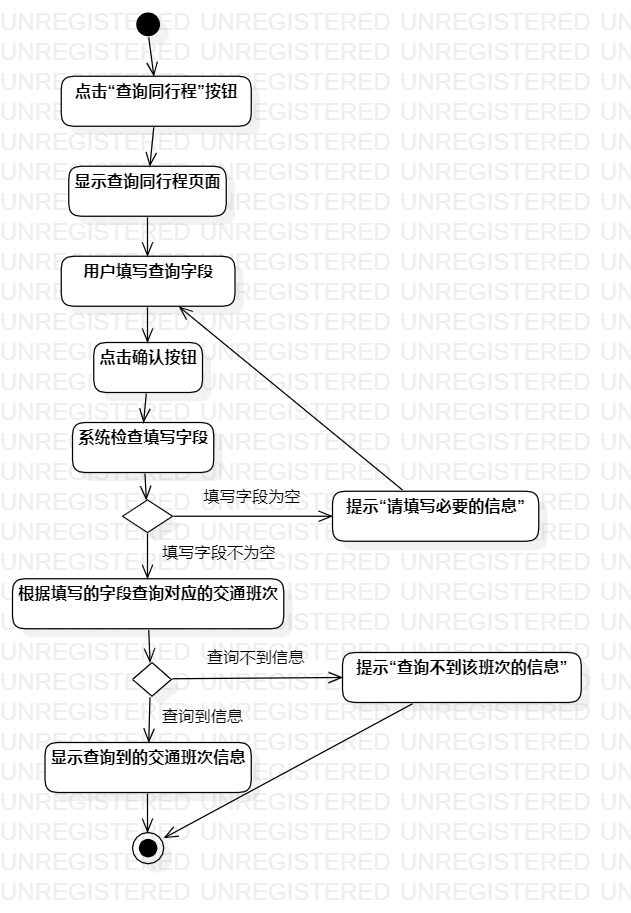 点击“查询同行程”按钮
显示查询同行程页面
用户填写查询字段
点击确认按钮
系统检查填写字段
填写字段为空
提示“请填写必要的信息”
填写字段不为空
根据填写的字段查询对应的交通班次
查询不到信息
提示“查询不到该班次的信息”
查询到信息
显示查询到的交通班次信息